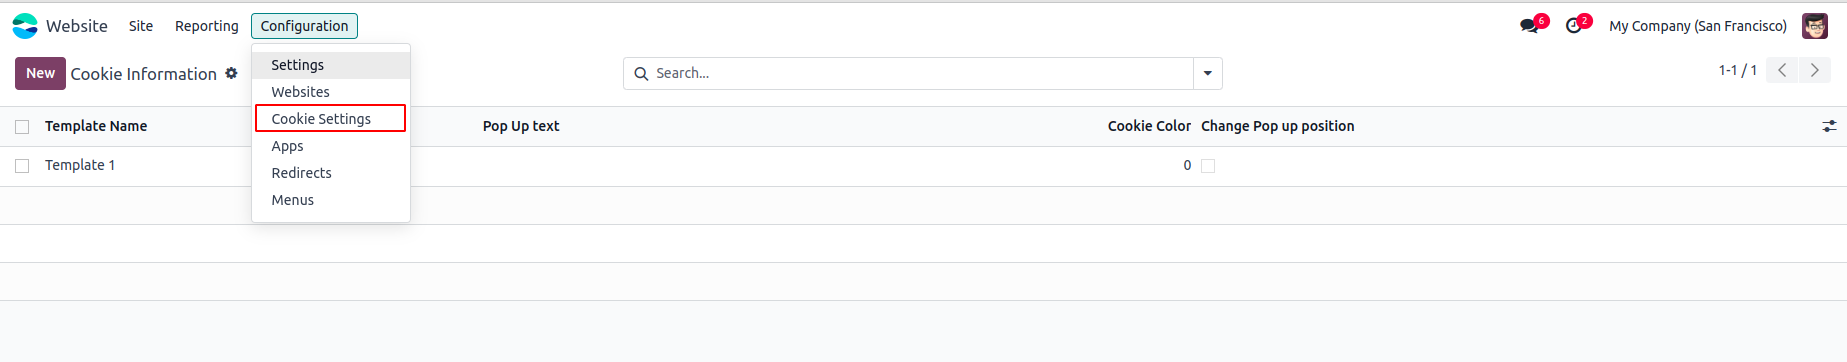 Website Site Reporting Configuration 6 2 My Company (San Francisco)
New Cookie Information Search... 1-1 / 1
Settings
Websites
Cookie Settings
Apps
Redirects
Menus
Template Name Pop Up text Cookie Color Change Pop up position
Template 1 0